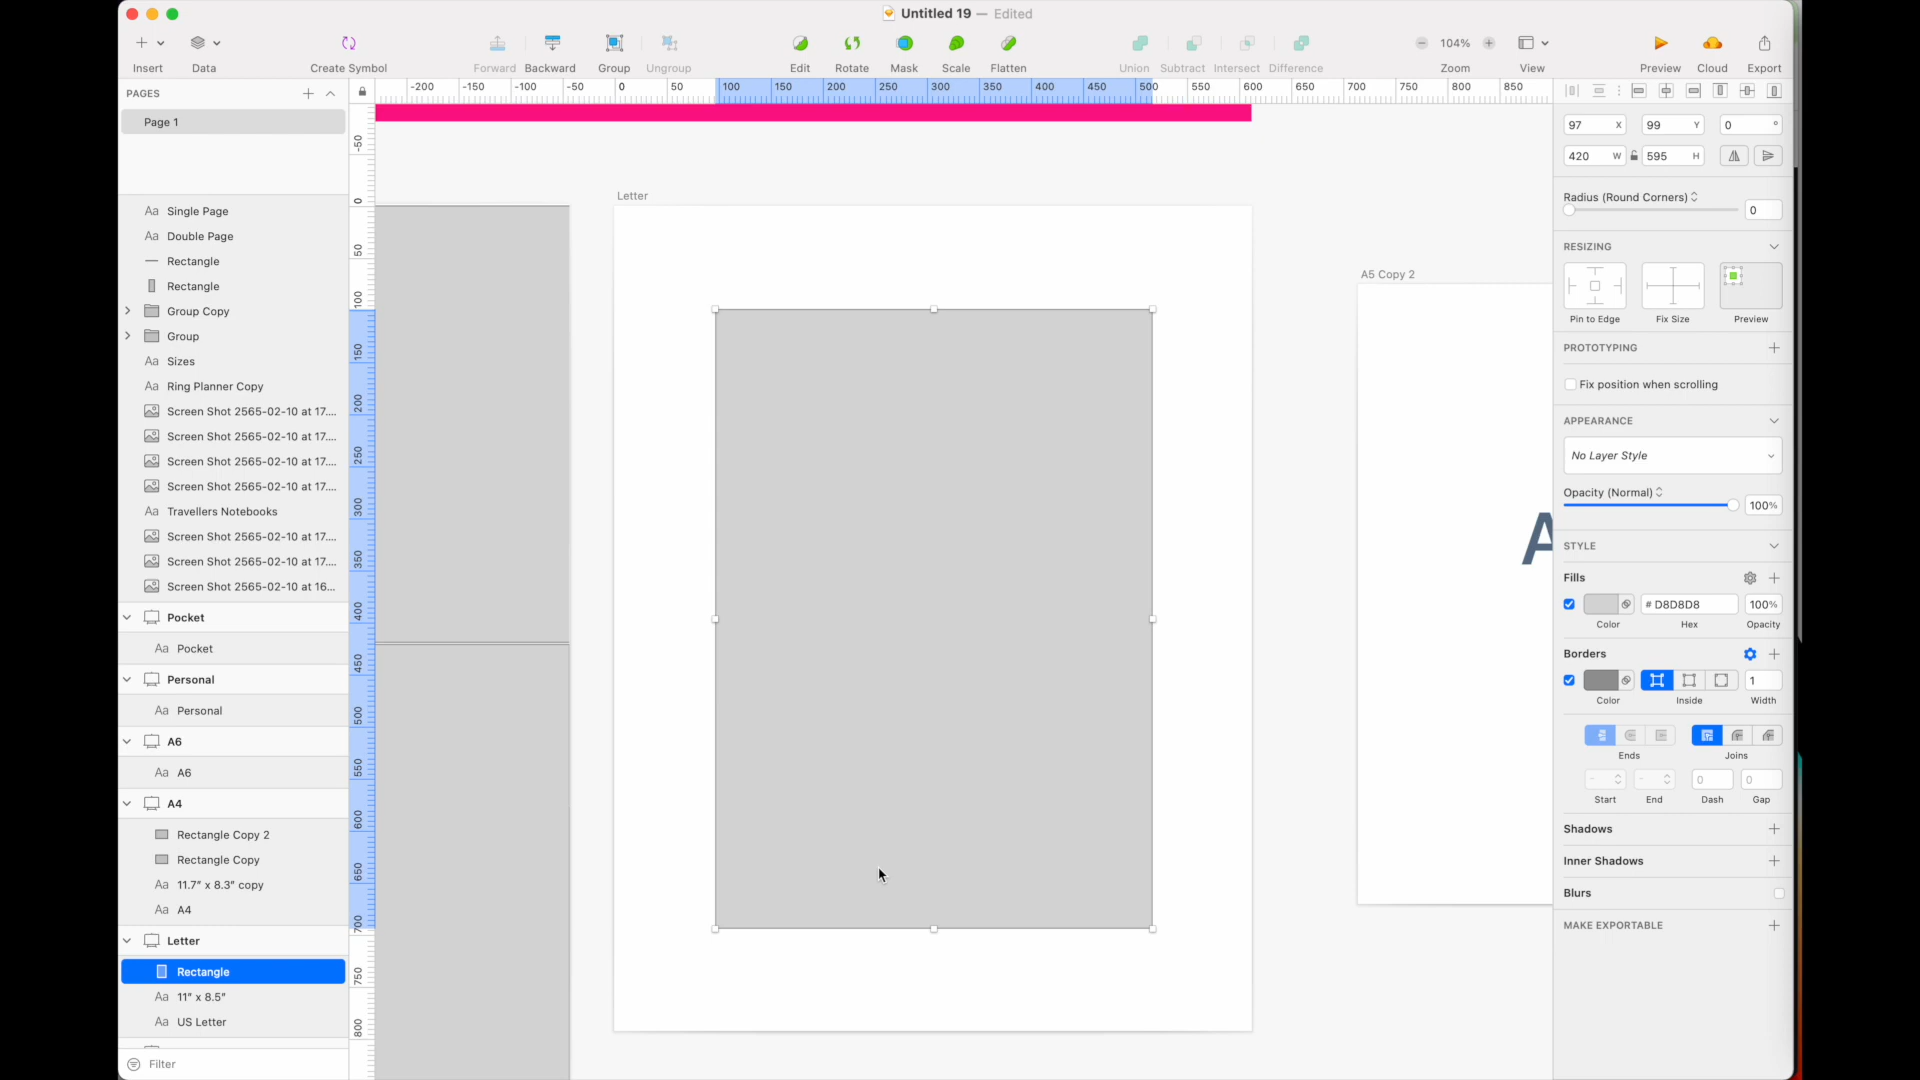 Untitled 19 — Edited
Insert
Data
Create Symbol
Forward
Backward
Group
Ungroup
Edit
Rotate
Mask
Scale
Flatten
Union
Subtract
Intersect
Difference
104%
Zoom
View
Preview
Cloud
Export
PAGES
Page 1
Single Page
Double Page
Rectangle
Rectangle
Group Copy
Group
Sizes
Ring Planner Copy
Screen Shot 2565-02-10 at 17....
Screen Shot 2565-02-10 at 17....
Screen Shot 2565-02-10 at 17....
Screen Shot 2565-02-10 at 17....
Travellers Notebooks
Screen Shot 2565-02-10 at 17....
Screen Shot 2565-02-10 at 17....
Screen Shot 2565-02-10 at 16...
Pocket
Aa Pocket
Personal
Aa Personal
A6
Aa A6
A4
Rectangle Copy 2
Rectangle Copy
Aa 11.7" x 8.3" copy
Aa A4
Letter
Rectangle
Aa 11" x 8.5"
Aa US Letter
Filter
-200 -150 -100 -50 0 50 100 150 200 250 300 350 400 450 500 550 600 650 700 750 800 850
-50
0
50
100
150
200
250
300
350
400
450
500
550
600
650
700
750
800
Letter
A5 Copy 2
A
97 X 99 Y 0 °
420 W 595 H
Radius (Round Corners)
0
RESIZING
Pin to Edge
Fix Size
Preview
PROTOTYPING
Fix position when scrolling
APPEARANCE
No Layer Style
Opacity (Normal)
100%
STYLE
Fills
# D8D8D8 100%
Color Hex Opacity
Borders
1
Color Inside Width
Ends Joins
- - 0 0
Start End Dash Gap
Shadows
Inner Shadows
Blurs
MAKE EXPORTABLE